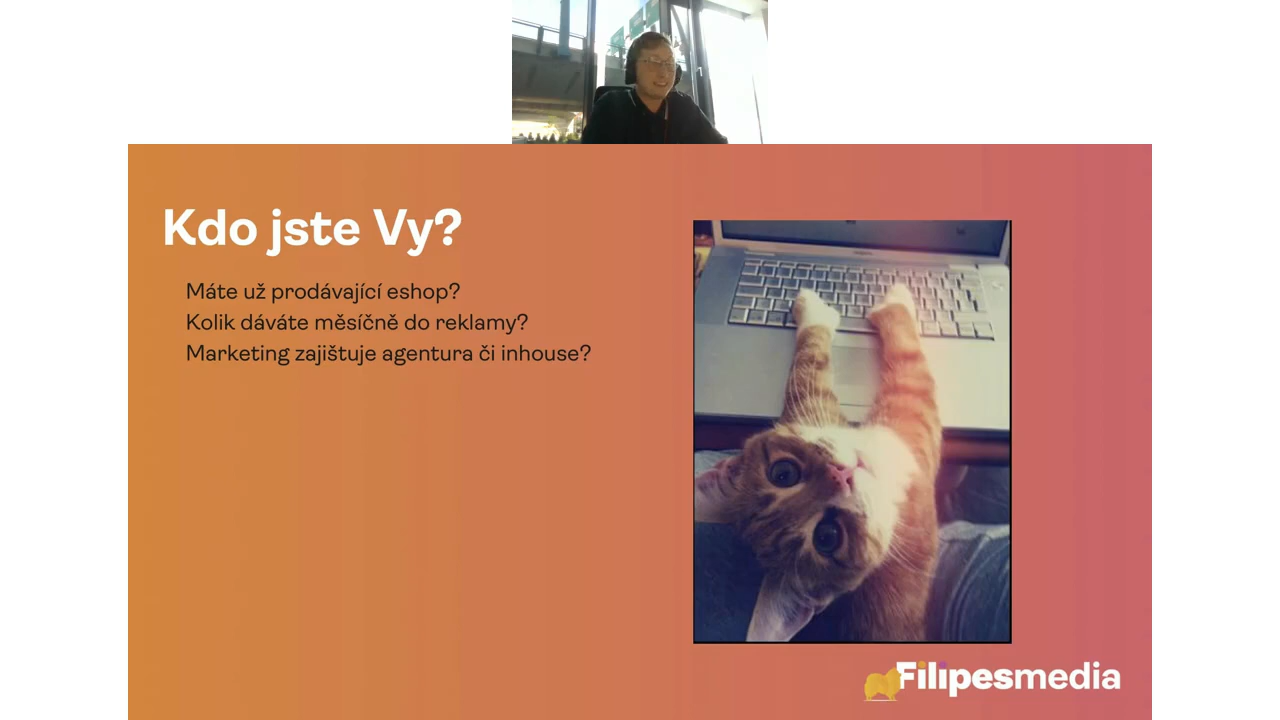 Kdo jste Vy?
Máte už prodávající eshop?
Kolik dáváte měsíčně do reklamy?
Marketing zajištuje agentura či inhouse?
Filipesmedia